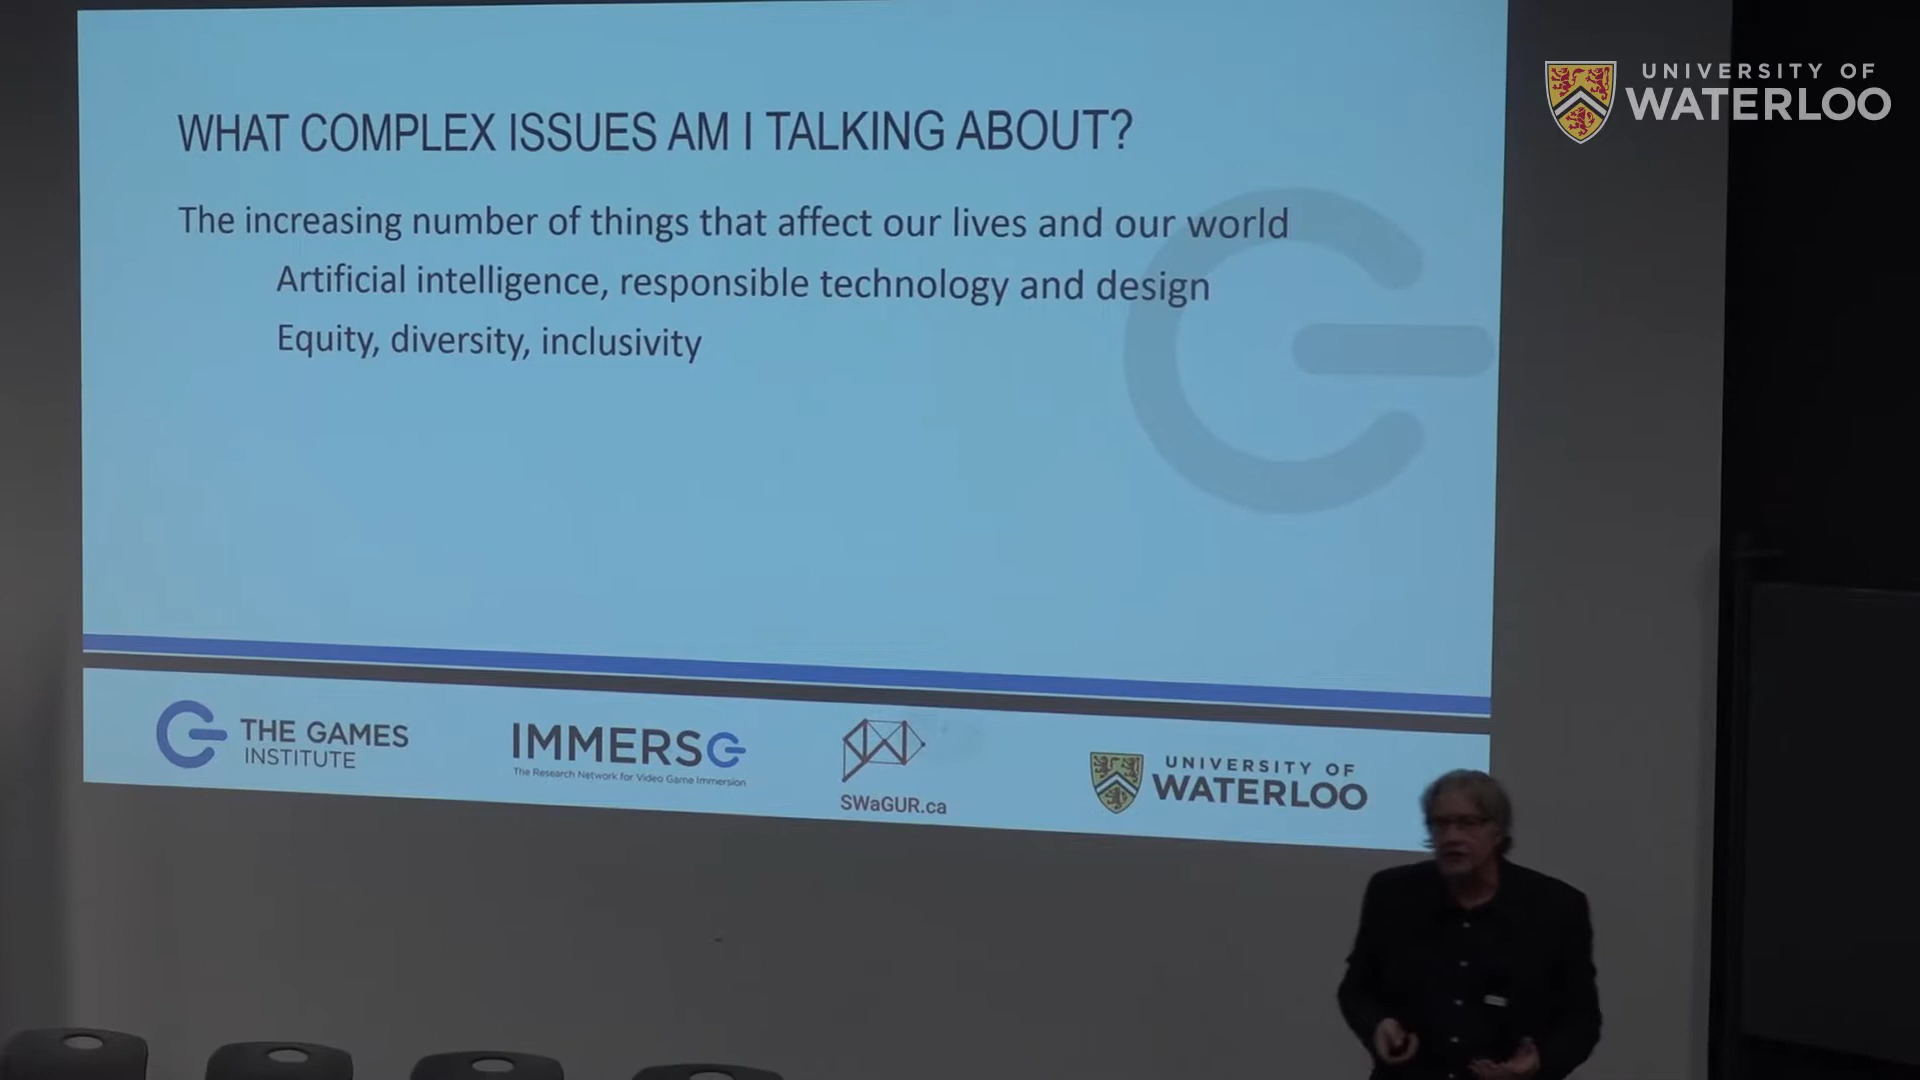 WHAT COMPLEX ISSUES AM I TALKING ABOUT?
The increasing number of things that affect our lives and our world
Artificial intelligence, responsible technology and design
Equity, diversity, inclusivity
THE GAMES
INSTITUTE
IMMERSG
The Research Network for Video Game Immersion
SWaGUR.ca
UNIVERSITY OF
WATERLOO
UNIVERSITY OF
WATERLOO